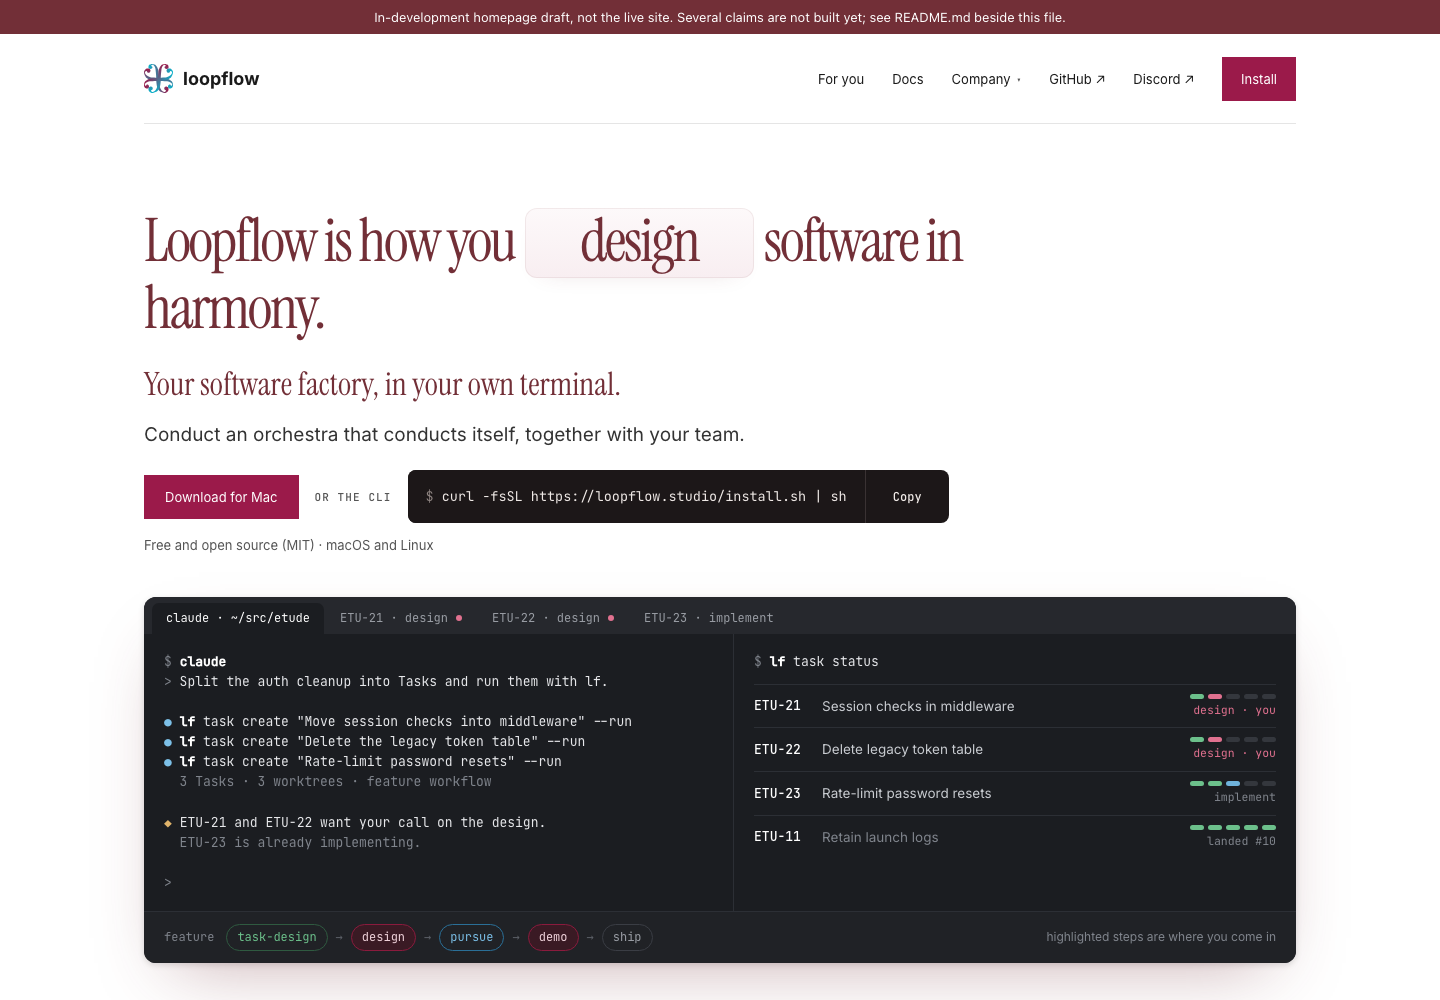 In-development homepage draft, not the live site. Several claims are not built yet; see README.md beside this file.
loopflow
For you Docs Company GitHub ↗ Discord ↗ Install
Loopflow is how you design software in
harmony.
Your software factory, in your own terminal.
Conduct an orchestra that conducts itself, together with your team.
Download for Mac OR THE CLI $ curl -fsSL https://loopflow.studio/install.sh | sh Copy
Free and open source (MIT) · macOS and Linux
claude · ~/src/etude ETU-21 · design ETU-22 · design ETU-23 · implement
$ claude
> Split the auth cleanup into Tasks and run them with lf.
● lf task create "Move session checks into middleware" --run
● lf task create "Delete the legacy token table" --run
● lf task create "Rate-limit password resets" --run
3 Tasks · 3 worktrees · feature workflow
◆ ETU-21 and ETU-22 want your call on the design.
ETU-23 is already implementing.
>
$ lf task status
ETU-21 Session checks in middleware design · you
ETU-22 Delete legacy token table design · you
ETU-23 Rate-limit password resets implement
ETU-11 Retain launch logs landed #10
feature task-design → design → pursue → demo → ship highlighted steps are where you come in